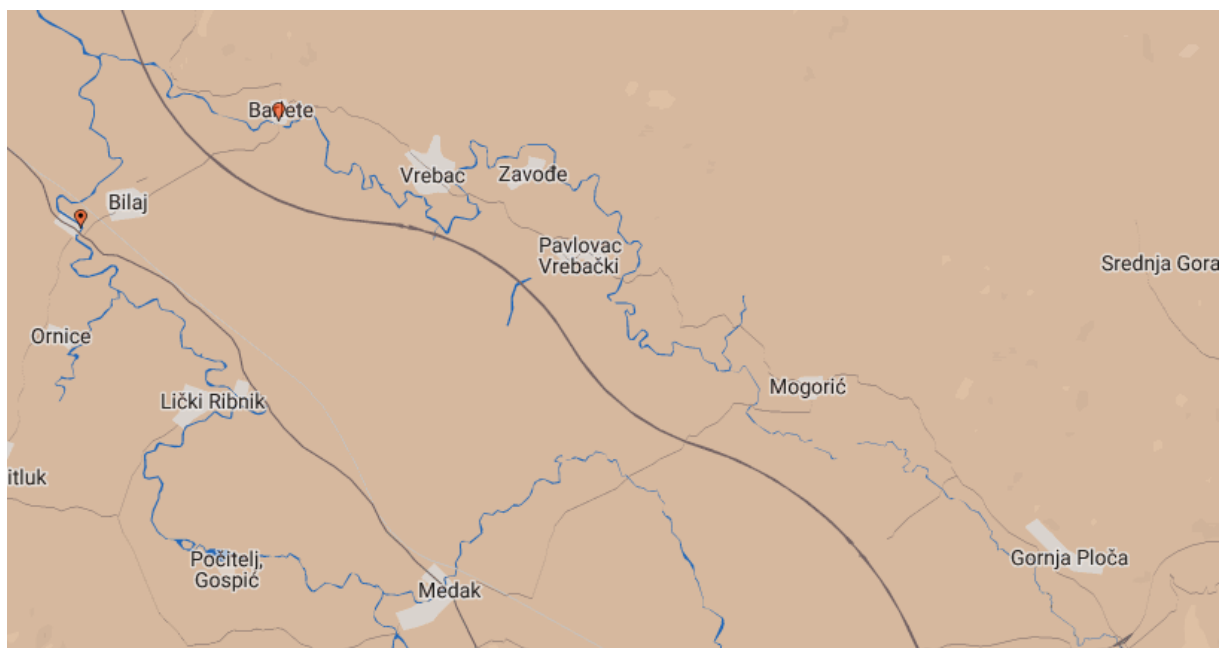 Barlete
Vrebac
Zavođe
Bilaj
Pavlovac
Vrebački
Srednja Gora
Ornice
Mogorić
Lički Ribnik
itluk
Počitelj,
Gospić
Medak
Gornja Ploča